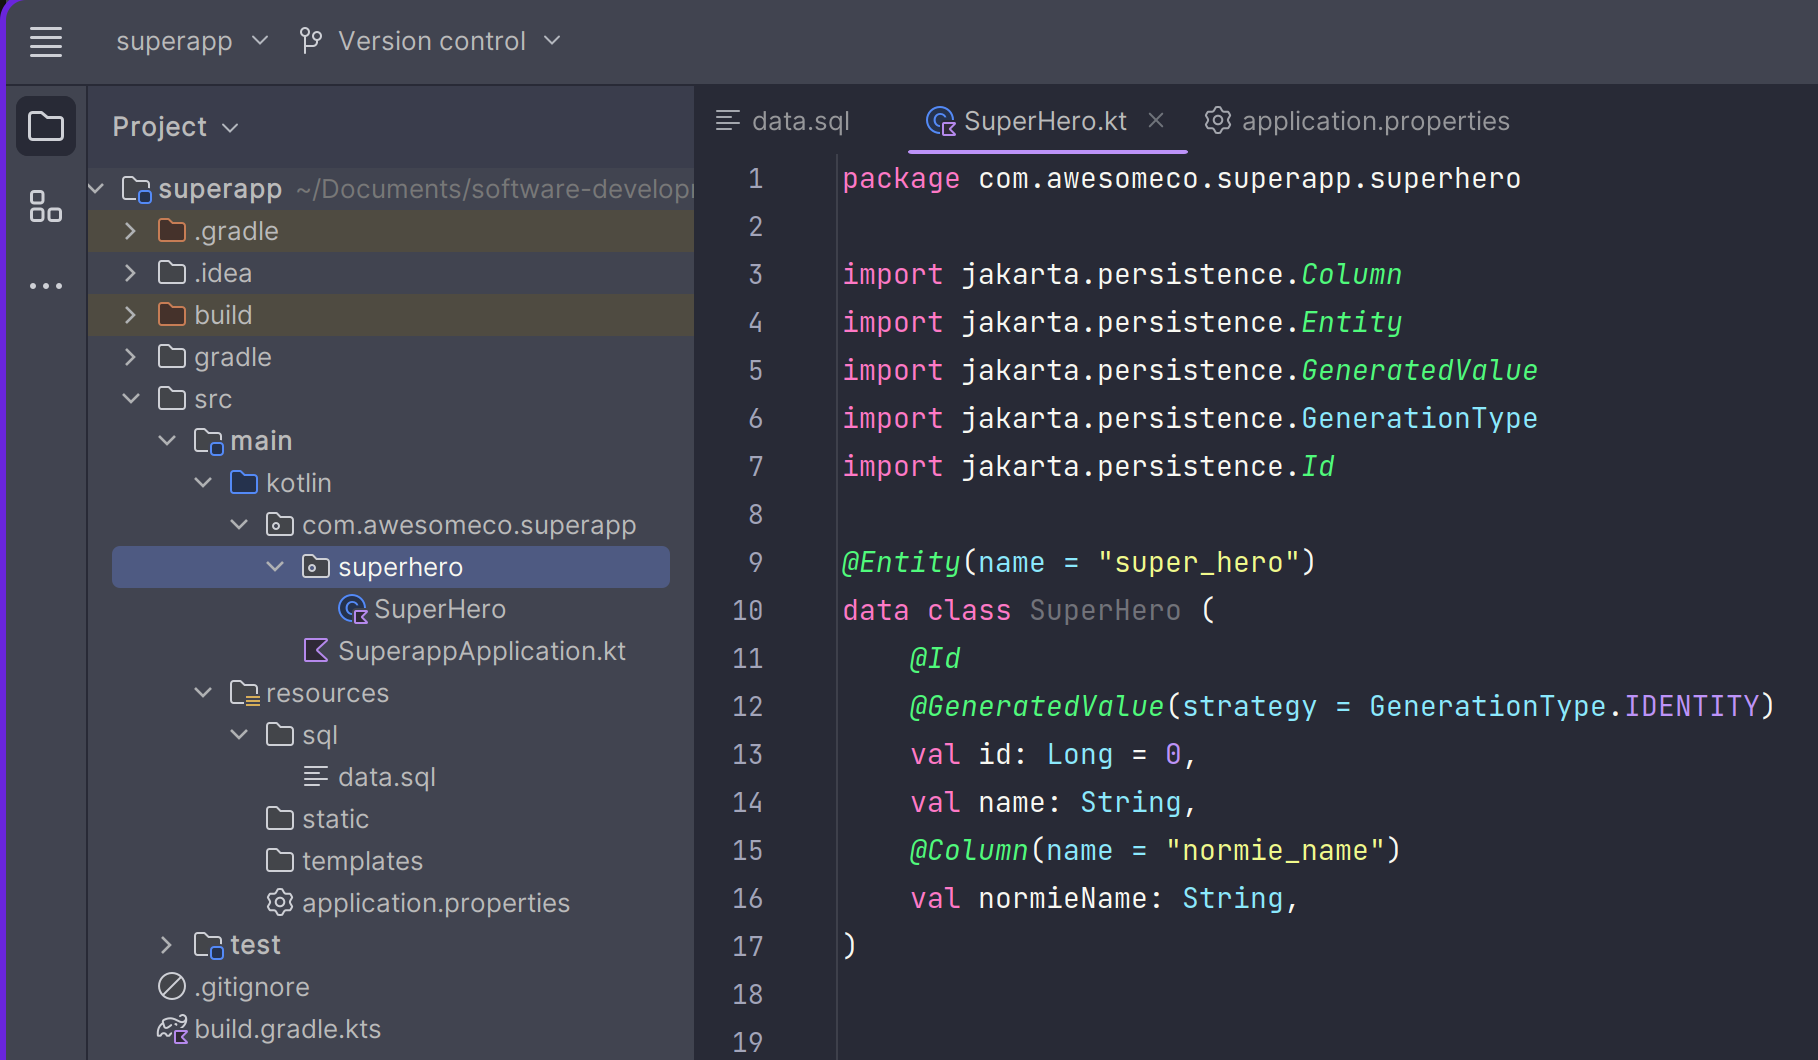 superapp
Version control
Project
superapp ~/Documents/software-develop
.gradle
.idea
build
gradle
src
main
kotlin
com.awesomeco.superapp
superhero
SuperHero
SuperappApplication.kt
resources
sql
data.sql
static
templates
application.properties
test
.gitignore
build.gradle.kts
data.sql
SuperHero.kt
application.properties
1 package com.awesomeco.superapp.superhero
2
3 import jakarta.persistence.Column
4 import jakarta.persistence.Entity
5 import jakarta.persistence.GeneratedValue
6 import jakarta.persistence.GenerationType
7 import jakarta.persistence.Id
8
9 @Entity(name = "super_hero")
10 data class SuperHero (
11 @Id
12 @GeneratedValue(strategy = GenerationType.IDENTITY)
13 val id: Long = 0,
14 val name: String,
15 @Column(name = "normie_name")
16 val normieName: String,
17 )
18
19